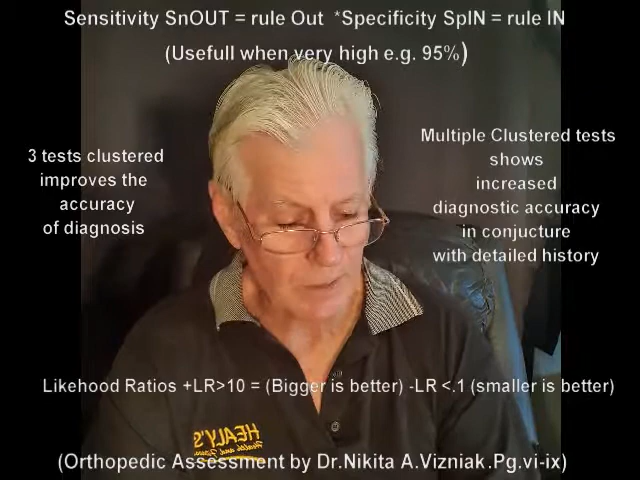 Sensitivity SnOUT = rule Out *Specificity SpIN = rule IN
(Usefull when very high e.g. 95%)
3 tests clustered
improves the
accuracy
of diagnosis
Multiple Clustered tests
shows
increased
diagnostic accuracy
in conjucture
with detailed history
Likehood Ratios +LR>10 = (Bigger is better) -LR <.1 (smaller is better)
HEALY'S
(Orthopedic Assessment by Dr.Nikita A.Vizniak.Pg.vi-ix)